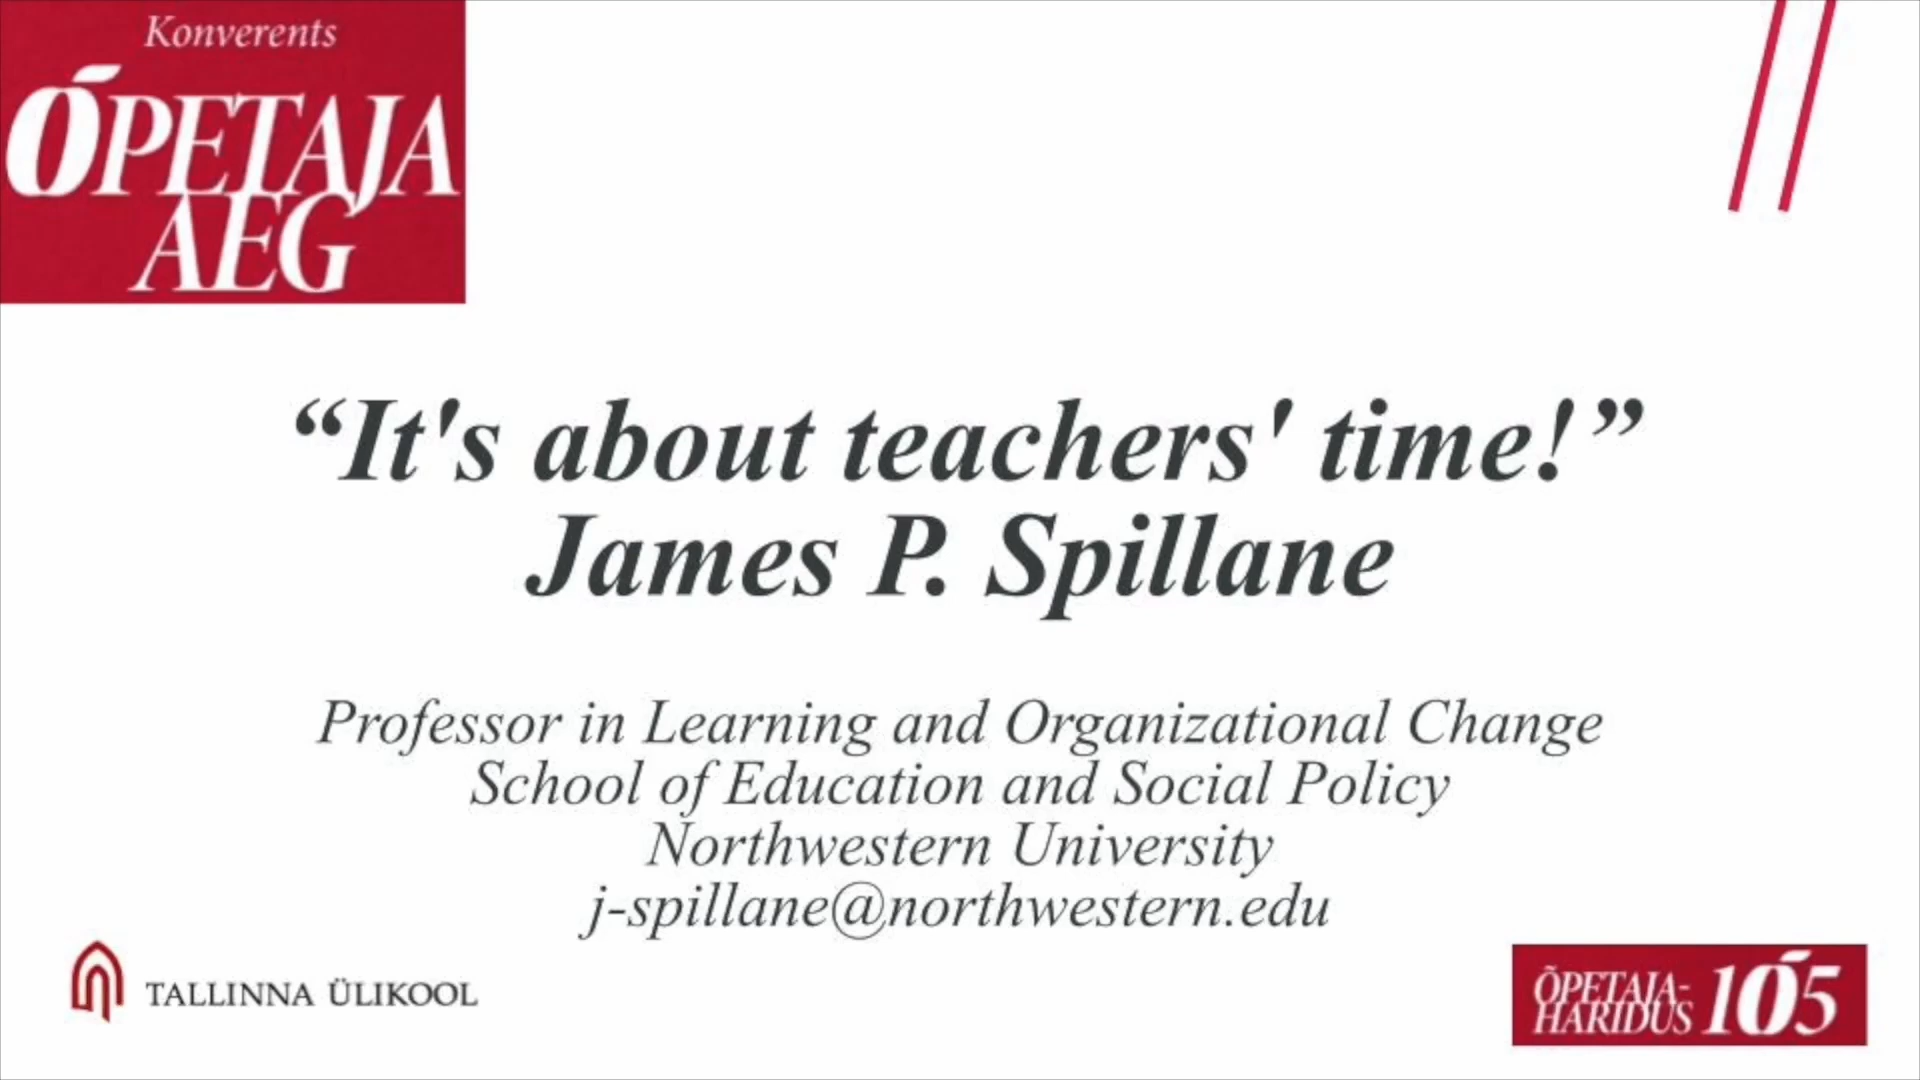 Konverents
ÕPETAJA
AEG
“It's about teachers' time!”
James P. Spillane
Professor in Learning and Organizational Change
School of Education and Social Policy
Northwestern University
j-spillane@northwestern.edu
TALLINNA ÜLIKOOL
ÕPETAJA-
HARIDUS 105